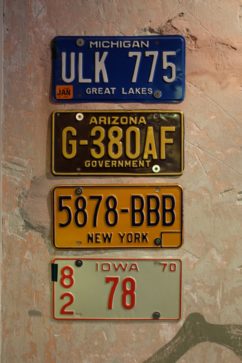 MICHIGAN
ULK 775
JAN
GREAT LAKES
ARIZONA
G-380AF
GOVERNMENT
5878-BBB
NEW YORK
IOWA 70
82 78